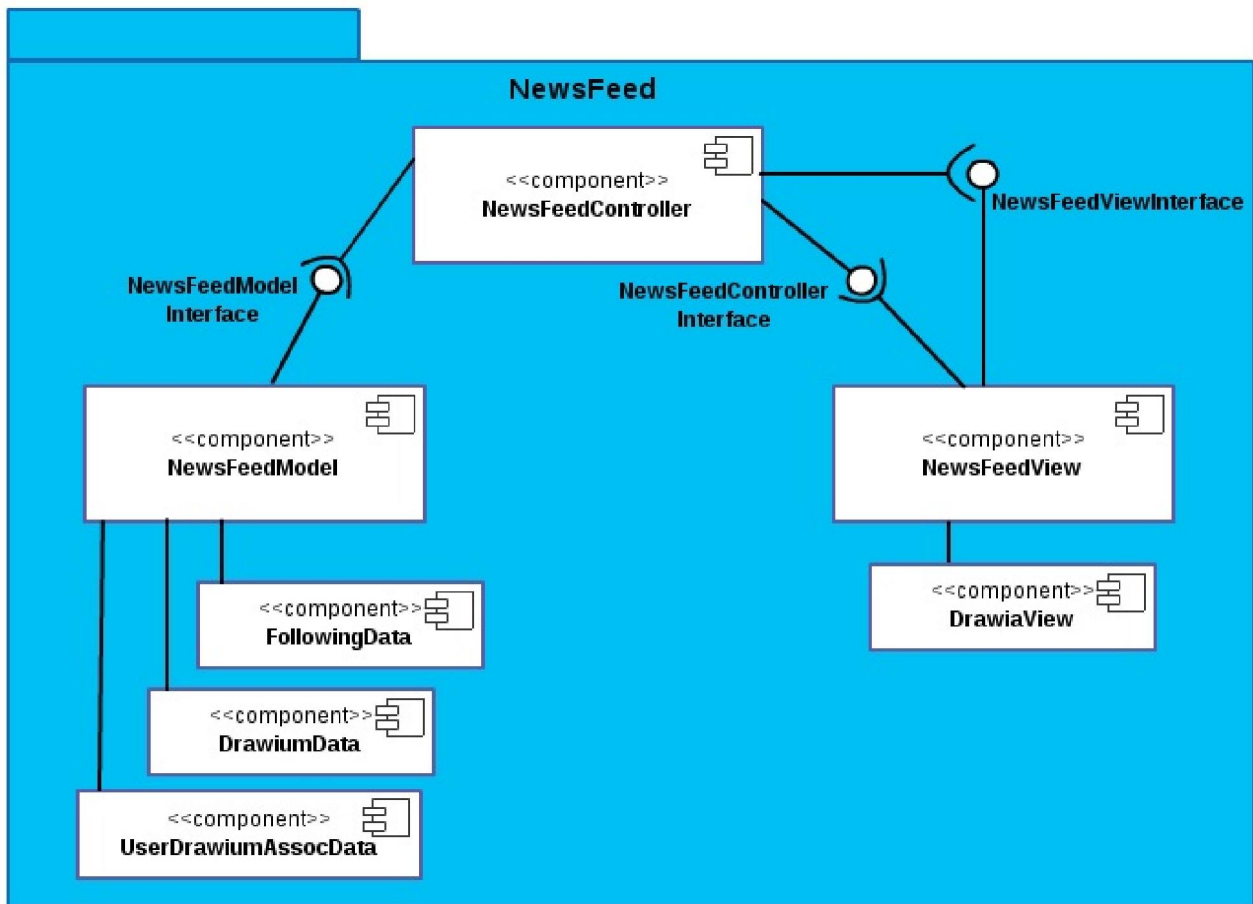 NewsFeed
<<component>>
NewsFeedController
NewsFeedViewInterface
NewsFeedModel
Interface
NewsFeedController
Interface
<<component>>
NewsFeedModel
<<component>>
NewsFeedView
<<component>>
FollowingData
<<component>>
DrawiaView
<<component>>
DrawiumData
<<component>>
UserDrawiumAssocData